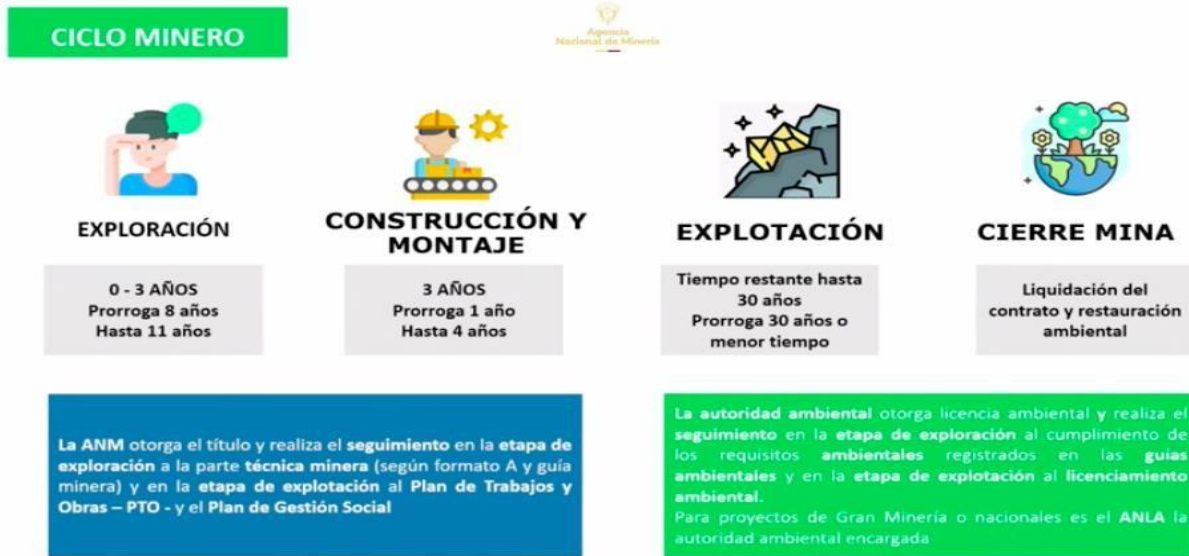 CICLO MINERO
Agencia
Nacional de Minería
EXPLORACIÓN
0 - 3 AÑOS
Prorroga 8 años
Hasta 11 años
CONSTRUCCIÓN Y
MONTAJE
3 AÑOS
Prorroga 1 año
Hasta 4 años
EXPLOTACIÓN
Tiempo restante hasta
30 años
Prorroga 30 años o
menor tiempo
CIERRE MINA
Liquidación del
contrato y restauración
ambiental
La ANM otorga el título y realiza el seguimiento en la etapa de
exploración a la parte técnica minera (según formato A y guía
minera) y en la etapa de explotación al Plan de Trabajos y
Obras – PTO - y el Plan de Gestión Social
La autoridad ambiental otorga licencia ambiental y realiza el
seguimiento en la etapa de exploración al cumplimiento de
los requisitos ambientales registrados en las guías
ambientales y en la etapa de explotación al licenciamiento
ambiental.
Para proyectos de Gran Minería o nacionales es el ANLA la
autoridad ambiental encargada